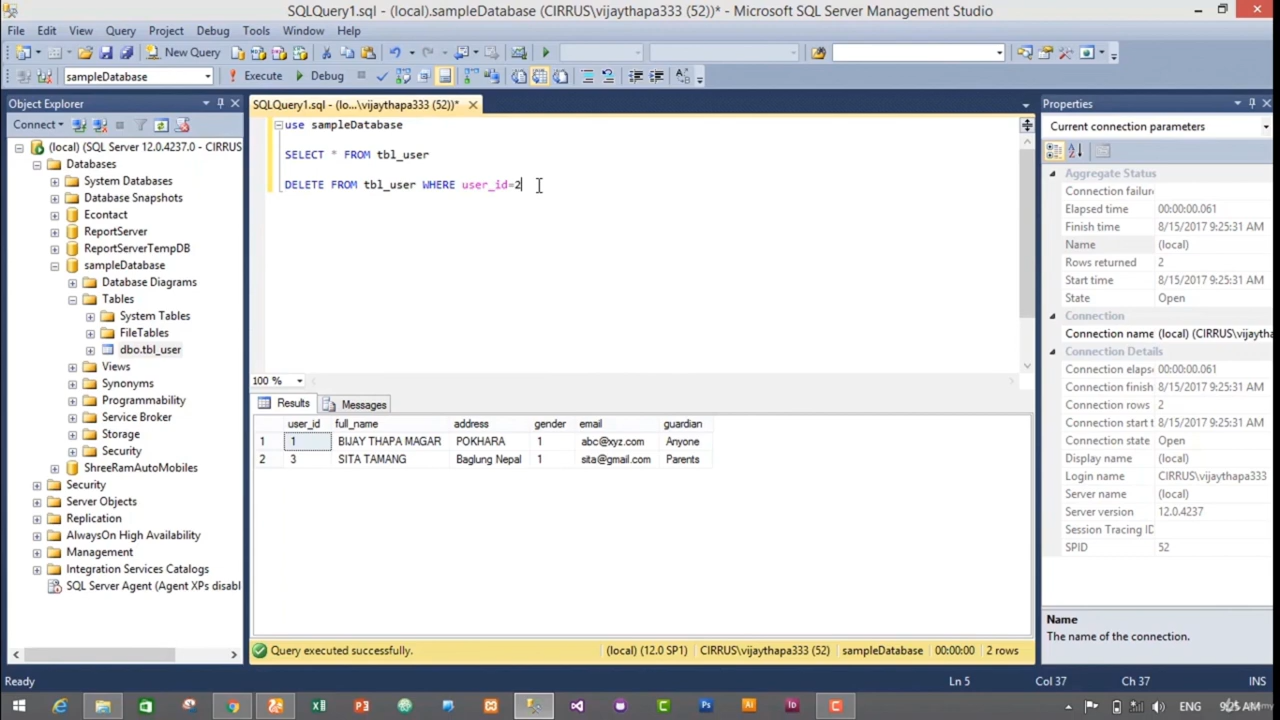 SQLQuery1.sql - (local).sampleDatabase (CIRRUS\vijaythapa333 (52))* - Microsoft SQL Server Management Studio
File Edit View Query Project Debug Tools Window Help
New Query
sampleDatabase Execute Debug
Object Explorer
Connect
(local) (SQL Server 12.0.4237.0 - CIRRUS
Databases
System Databases
Database Snapshots
Econtact
ReportServer
ReportServerTempDB
sampleDatabase
Database Diagrams
Tables
System Tables
FileTables
dbo.tbl_user
Views
Synonyms
Programmability
Service Broker
Storage
Security
ShreeRamAutoMobiles
Security
Server Objects
Replication
AlwaysOn High Availability
Management
Integration Services Catalogs
SQL Server Agent (Agent XPs disabl
SQLQuery1.sql - (lo...\vijaythapa333 (52))*
use sampleDatabase
SELECT * FROM tbl_user
DELETE FROM tbl_user WHERE user_id=2
100 %
Results Messages
user_id full_name address gender email guardian
1 1 BIJAY THAPA MAGAR POKHARA 1 abc@xyz.com Anyone
2 3 SITA TAMANG Baglung Nepal 1 sita@gmail.com Parents
Query executed successfully. (local) (12.0 SP1) CIRRUS\vijaythapa333 (52) sampleDatabase 00:00:00 2 rows
Properties
Current connection parameters
Aggregate Status
Connection failur
Elapsed time 00:00:00.061
Finish time 8/15/2017 9:25:31 AM
Name (local)
Rows returned 2
Start time 8/15/2017 9:25:31 AM
State Open
Connection
Connection name (local) (CIRRUS\vijaytha
Connection Details
Connection elaps 00:00:00.061
Connection finish 8/15/2017 9:25:31 AM
Connection rows 2
Connection start t 8/15/2017 9:25:31 AM
Connection state Open
Display name (local)
Login name CIRRUS\vijaythapa333
Server name (local)
Server version 12.0.4237
Session Tracing ID
SPID 52
Name
The name of the connection.
Ready Ln 5 Col 37 Ch 37 INS
ENG 9:25 AM